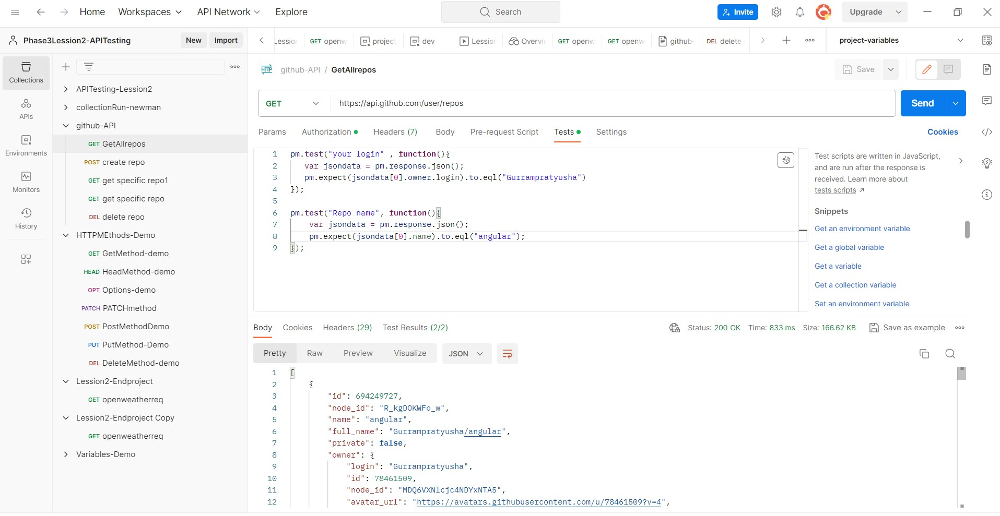 Home Workspaces API Network Explore Search Invite Upgrade
Phase3Lession2-APITesting New Import
Lession GET openw project dev Lession Overvi GET openw GET openw github- DEL delete project-variables
Collections
APIs
Environments
Monitors
History
APITesting-Lession2
collectionRun-newman
github-API
GET GetAllrepos
POST create repo
GET get specific repo1
GET get specific repo
DEL delete repo
HTTPMEthods-Demo
GET GetMethod-demo
HEAD HeadMethod-demo
OPT Options-demo
PATCH PATCHmethod
POST PostMethodDemo
PUT PutMethod-Demo
DEL DeleteMethod-demo
Lession2-Endproject
GET openweatherreq
Lession2-Endproject Copy
GET openweatherreq
Variables-Demo
HTTP github-API / GetAllrepos Save
GET https://api.github.com/user/repos Send
Params Authorization Headers (7) Body Pre-request Script Tests Settings Cookies
1 pm.test("your login" , function(){
2 var jsondata = pm.response.json();
3 pm.expect(jsondata[0].owner.login).to.eql("Gurrampratyusha")
4 });
5
6 pm.test("Repo name", function(){
7 var jsondata = pm.response.json();
8 pm.expect(jsondata[0].name).to.eql("angular");
9 });
Test scripts are written in JavaScript,
and are run after the response is
received. Learn more about
tests scripts ↗
Snippets
Get an environment variable
Get a global variable
Get a variable
Get a collection variable
Set an environment variable
Body Cookies Headers (29) Test Results (2/2) Status: 200 OK Time: 833 ms Size: 166.62 KB Save as example
Pretty Raw Preview Visualize JSON
1 [
2 {
3 "id": 694249727,
4 "node_id": "R_kgDOKWFo_w",
5 "name": "angular",
6 "full_name": "Gurrampratyusha/angular",
7 "private": false,
8 "owner": {
9 "login": "Gurrampratyusha",
10 "id": 78461509,
11 "node_id": "MDQ6VXNlcjc4NDYxNTA5",
12 "avatar_url": "https://avatars.githubusercontent.com/u/78461509?v=4",